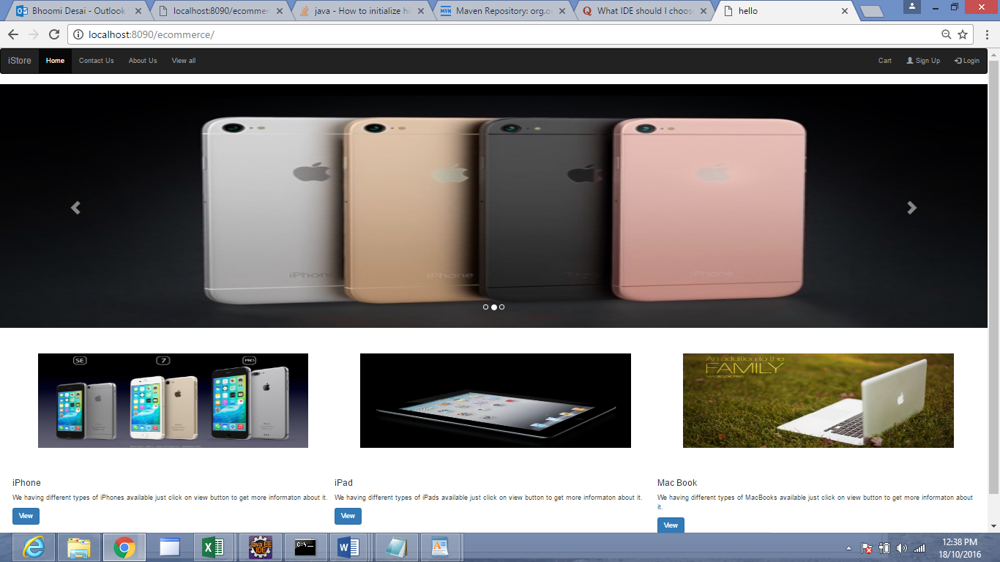 Bhoomi Desai - Outlook
localhost:8090/ecommer
java - How to initialize hi
Maven Repository: org.o
What IDE should I choos
hello
localhost:8090/ecommerce/
iStore Home Contact Us About Us View all Cart Sign Up Login
iPhon
iPhone
iPhone
SE 7 PRO
An addition to the
FAMILY
MACBOOK PRO
iPhone
We having different types of iPhones available just click on view button to get more informaton about it.
View
iPad
We having different types of iPads available just click on view button to get more informaton about it.
View
Mac Book
We having different types of MacBooks available just click on view button to get more informaton about
it.
View
Java EE
IDE
C:\_
12:38 PM
18/10/2016